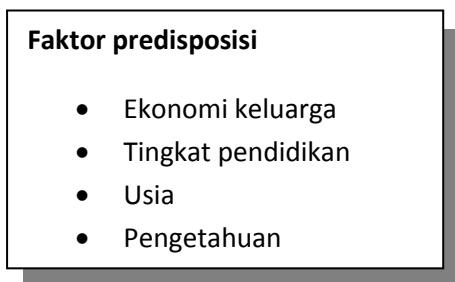 Faktor predisposisi
• Ekonomi keluarga
• Tingkat pendidikan
• Usia
• Pengetahuan